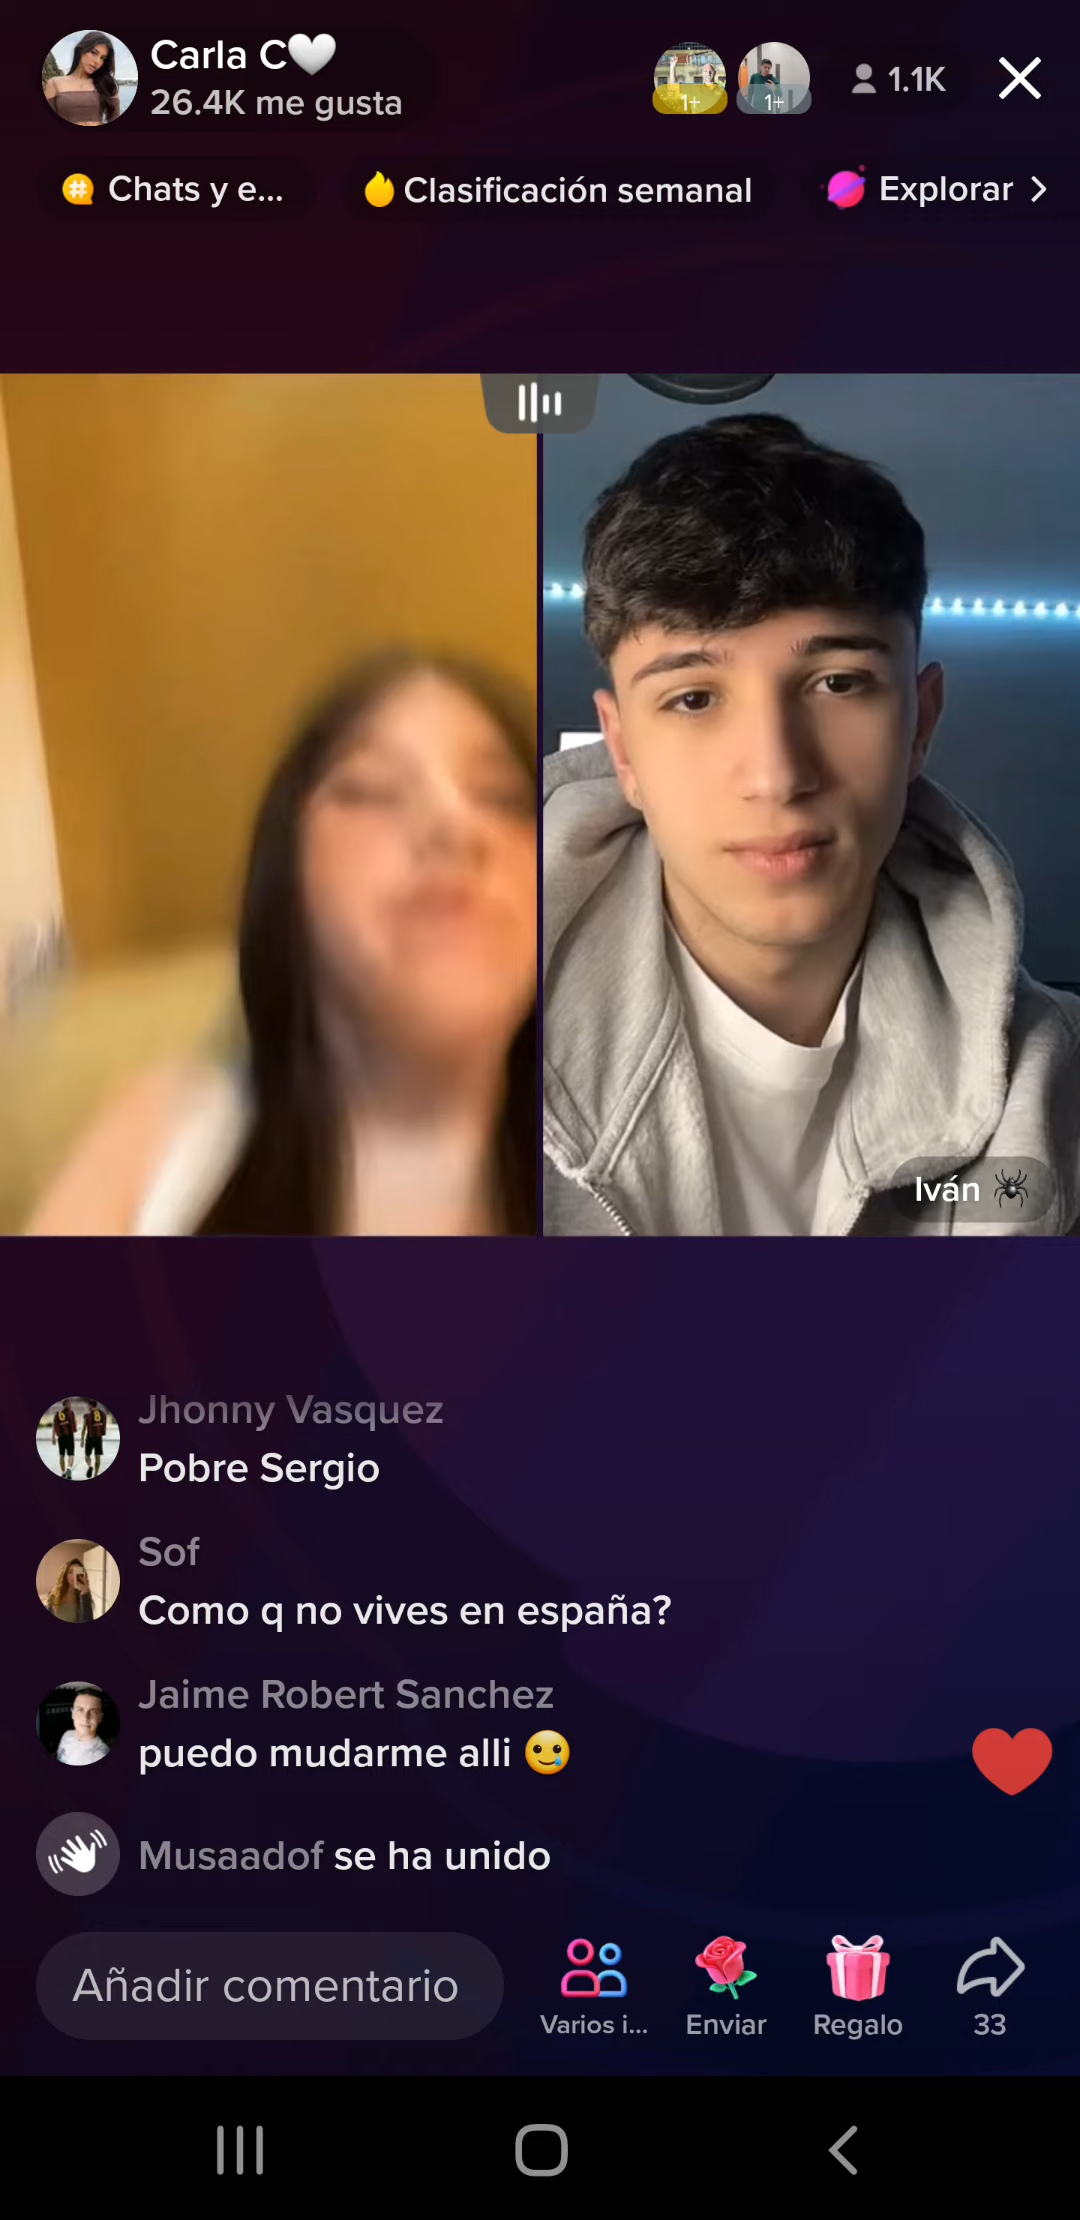 Carla C🤍
26.4K me gusta
1+
1+
1.1K
Chats y e...
Clasificación semanal
Explorar
Iván 🕷
Jhonny Vasquez
Pobre Sergio
Sof
Como q no vives en españa?
Jaime Robert Sanchez
puedo mudarme alli 🥲
Musaadof se ha unido
Añadir comentario
Varios i...
Enviar
Regalo
33